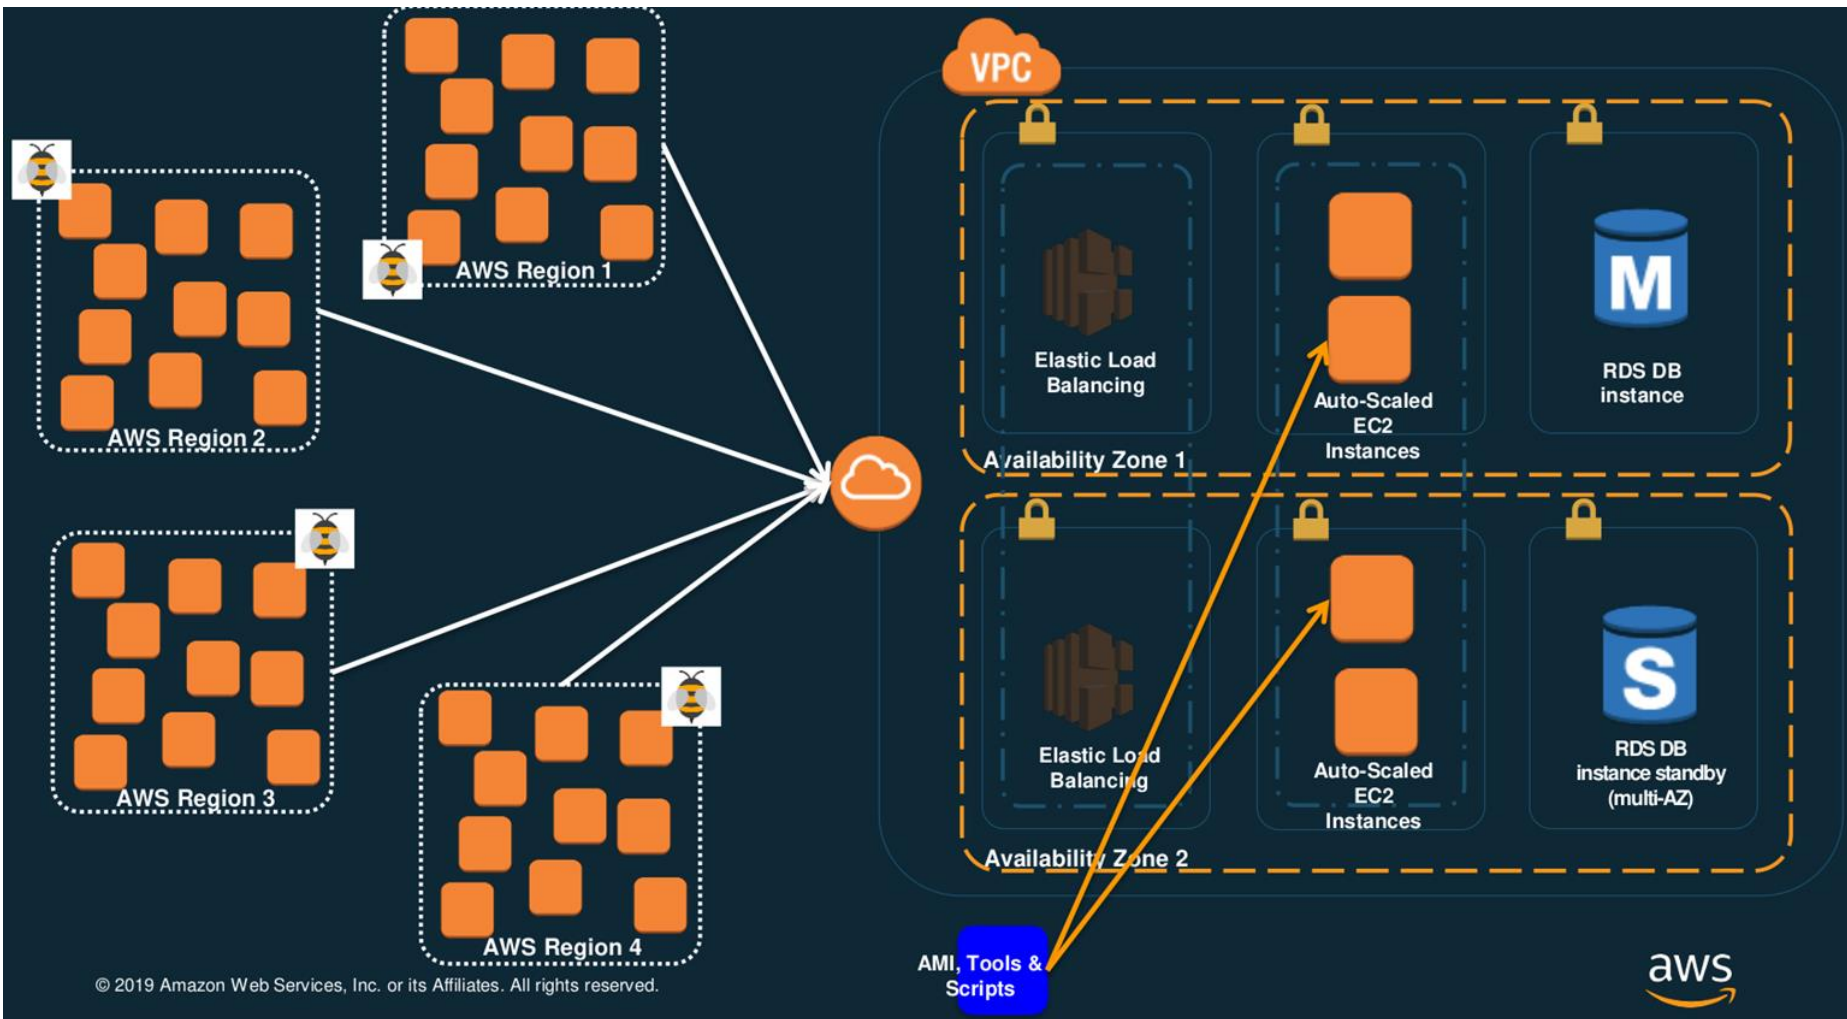 VPC
AWS Region 1
AWS Region 2
AWS Region 3
AWS Region 4
Elastic Load
Balancing
Auto-Scaled
EC2
Instances
M
RDS DB
instance
Availability Zone 1
Elastic Load
Balancing
Auto-Scaled
EC2
Instances
S
RDS DB
instance standby
(multi-AZ)
Availability Zone 2
AMI, Tools &
Scripts
© 2019 Amazon Web Services, Inc. or its Affiliates. All rights reserved.
aws